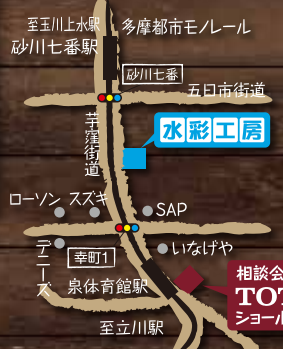 至玉川上水駅
多摩都市モノレール
砂川七番駅
砂川七番
五日市街道
芋窪街道
水彩工房
ローソン
スズキ
SAP
デニーズ
幸町1
いなげや
泉体育館駅
相談会
TOT
ショール
至立川駅